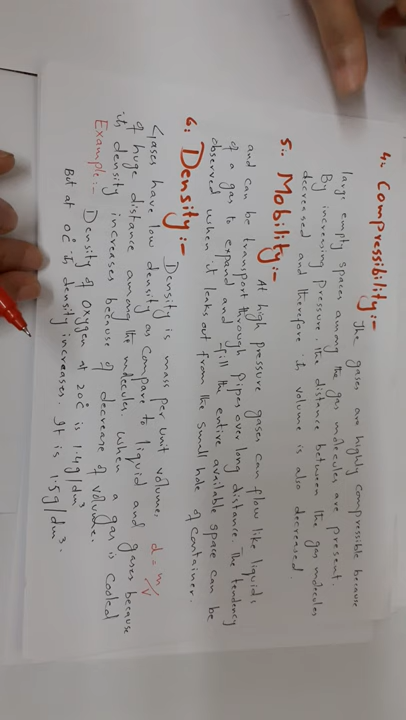 4:. Compressibility:-
The gases are highly compressible because
large empty spaces among the gas molecules are present.
By increasing pressure, the distance between the gas molecules
decreased and therefore its volume is also decreased.
5:. Mobility:-
At high pressure gases can flow like liquids
and can be transport through pipes over long distance. The tendency
of a gas to expand and fill the entire available space can be
observed when it leaks out from the small hole of container.
6: Density:-
Density is mass per unit volume, d = m/v
Gases have low density as compare to liquid and gases because
of huge distance among the molecules. When a gas is cooled
its density increases because of decrease of volume.
Example:- Density of oxygen at 20°C is 1.4g/dm³
But at 0°C its density increases. It is 1.5g/dm³.